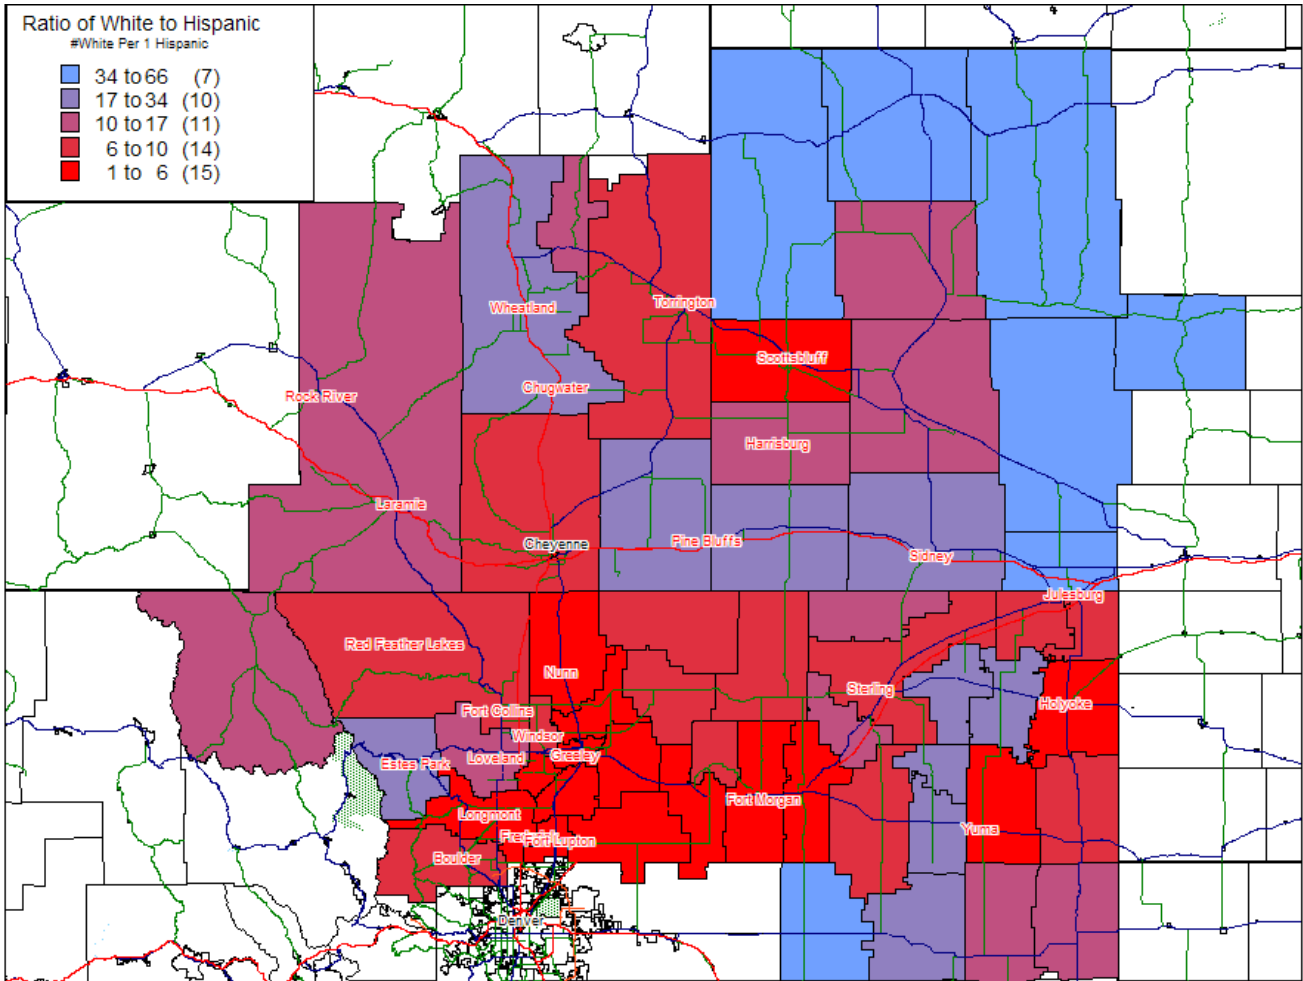 Ratio of White to Hispanic
#White Per 1 Hispanic
34 to 66 (7)
17 to 34 (10)
10 to 17 (11)
6 to 10 (14)
1 to 6 (15)
Wheatland
Torrington
Scottsbluff
Chugwater
Rock River
Harrisburg
Laramie
Cheyenne
Pine Bluffs
Sidney
Julesburg
Red Feather Lakes
Nunn
Sterling
Holyoke
Fort Collins
Windsor
Loveland
Greeley
Estes Park
Fort Morgan
Longmont
Yuma
Fort Lupton
Boulder
Denver